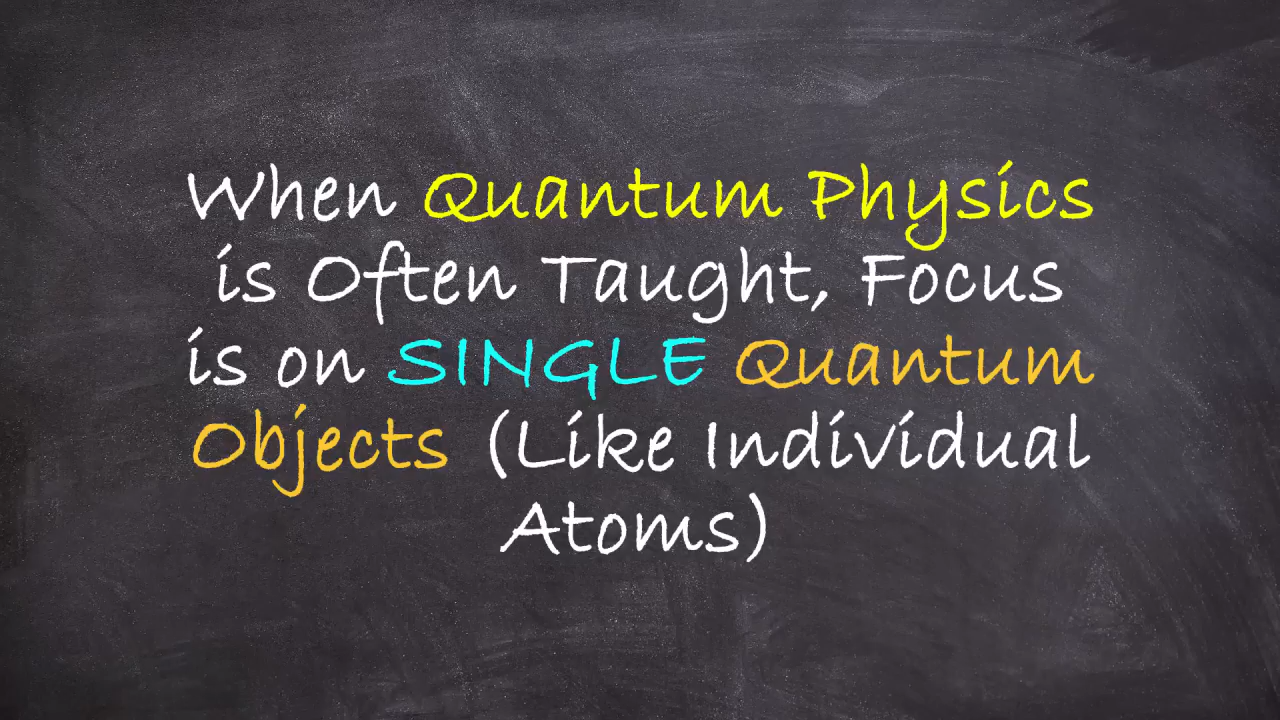 When Quantum Physics
is Often Taught, Focus
is on SINGLE Quantum
Objects (Like Individual
Atoms)